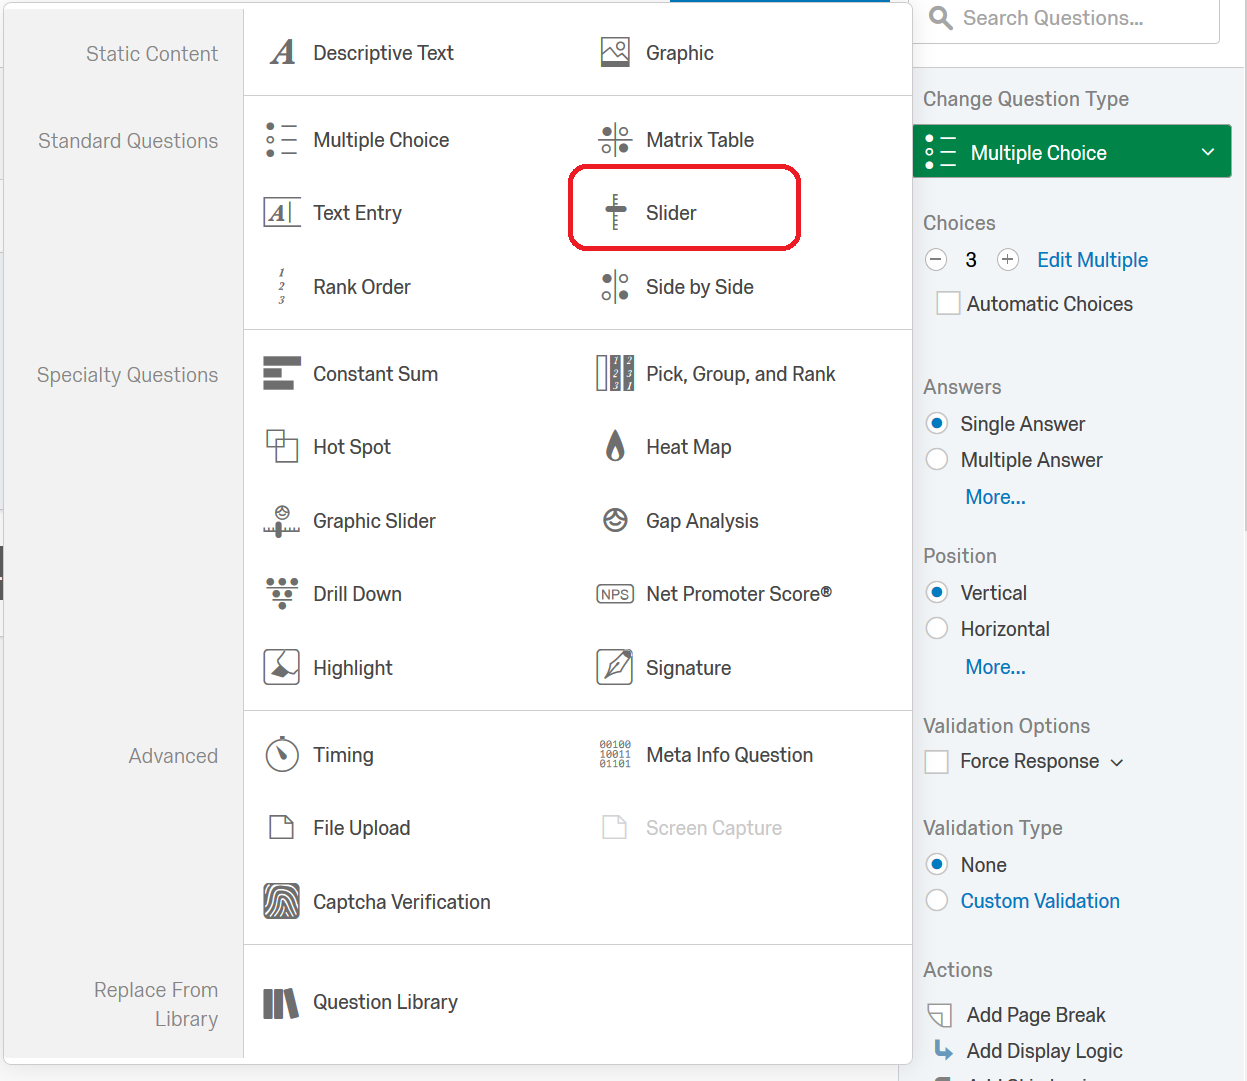 Static Content
Descriptive Text
Graphic
Standard Questions
Multiple Choice
Matrix Table
Text Entry
Slider
Rank Order
Side by Side
Specialty Questions
Constant Sum
Pick, Group, and Rank
Hot Spot
Heat Map
Graphic Slider
Gap Analysis
Drill Down
NPS
Net Promoter Score®
Highlight
Signature
Advanced
Timing
00100
10011
01101
Meta Info Question
File Upload
Screen Capture
Captcha Verification
Replace From
Library
Question Library
Search Questions...
Change Question Type
Multiple Choice
Choices
3
Edit Multiple
Automatic Choices
Answers
Single Answer
Multiple Answer
More...
Position
Vertical
Horizontal
More...
Validation Options
Force Response
Validation Type
None
Custom Validation
Actions
Add Page Break
Add Display Logic